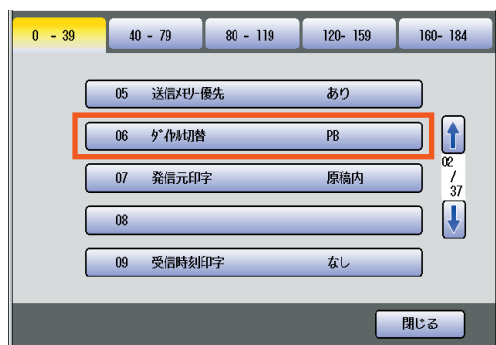 0 - 39 40 - 79 80 - 119 120- 159 160- 184
05 送信ﾒﾓﾘｰ優先 あり
06 ﾀﾞｲﾔﾙ切替 PB
07 発信元印字 原稿内
02
/
37
08
09 受信時刻印字 なし
閉じる